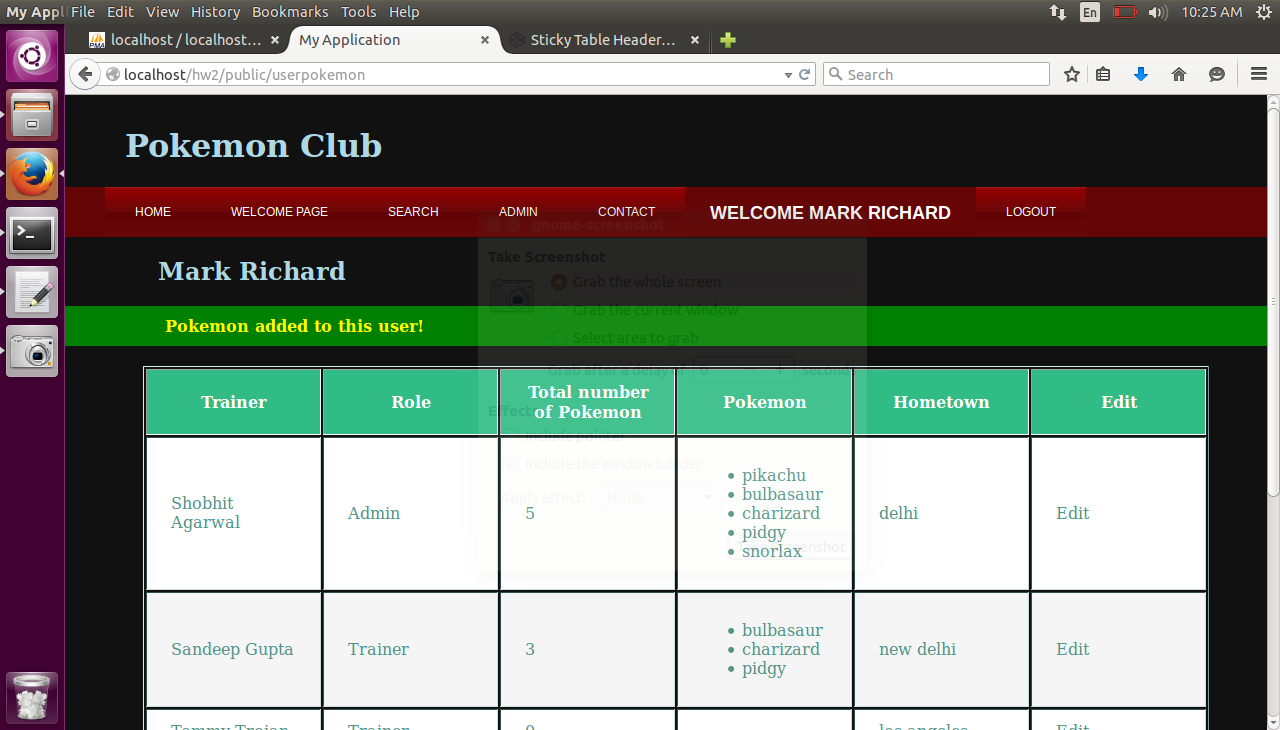 My Appl File Edit View History Bookmarks Tools Help En 10:25 AM
localhost / localhost... × My Application × Sticky Table Header... ×
localhost/hw2/public/userpokemon Search
Pokemon Club
HOME WELCOME PAGE SEARCH ADMIN CONTACT WELCOME MARK RICHARD LOGOUT
gnome-screenshot
Mark Richard
Take Screenshot
Grab the whole screen
Grab the current window
Pokemon added to this user!
Select area to grab
Grab after a delay of 0 - + seconds
Trainer Role Total number of Pokemon Pokemon Hometown Edit
Effects
Include pointer
Include the window border
Apply effect: None
Shobhit Agarwal Admin 5 delhi Edit
• pikachu
• bulbasaur
• charizard
• pidgy
• snorlax
Sandeep Gupta Trainer 3 new delhi Edit
• bulbasaur
• charizard
• pidgy
Tommy Trojan Trainer 0 los angeles Edit